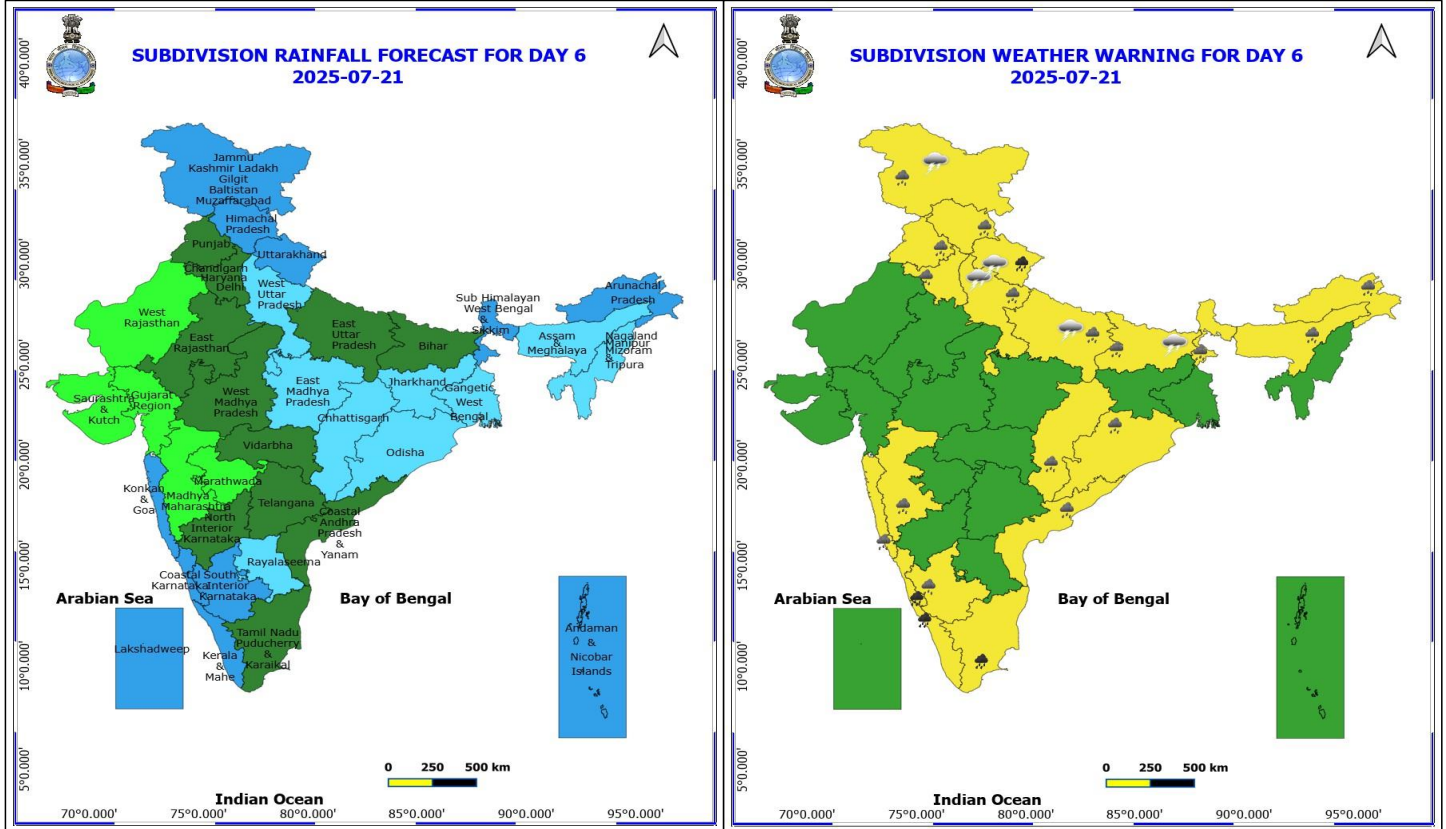 SUBDIVISION RAINFALL FORECAST FOR DAY 6
2025-07-21
40°0.000'
35°0.000'
30°0.000'
25°0.000'
20°0.000'
15°0.000'
10°0.000'
5°0.000'
Jammu
Kashmir Ladakh
Gilgit
Baltistan
Muzaffarabad
Himachal
Pradesh
Punjab
Uttarakhand
Chandigarh
Haryana
Delhi
West
Uttar
Pradesh
West
Rajasthan
East
Rajasthan
East
Uttar
Pradesh
Bihar
Sub Himalayan
West Bengal
&
Sikkim
Arunachal
Pradesh
Assam
&
Meghalaya
Nagaland
Manipur
Mizoram
&
Tripura
Saurashtra
&
Kutch
Gujarat
Region
West
Madhya
Pradesh
East
Madhya
Pradesh
Jharkhand
Gangetic
West
Bengal
Chhattisgarh
Odisha
Vidarbha
Konkan
&
Goa
Madhya
Maharashtra
Marathwada
Telangana
North
Interior
Karnataka
Coastal
Andhra
Pradesh
&
Yanam
Rayalaseema
Coastal
Karnataka
South
Interior
Karnataka
Tamil Nadu
Puducherry
&
Karaikal
Kerala
&
Mahe
Lakshadweep
Andaman
&
Nicobar
Islands
Arabian Sea
Bay of Bengal
Indian Ocean
0 250 500 km
70°0.000' 75°0.000' 80°0.000' 85°0.000' 90°0.000' 95°0.000'
SUBDIVISION WEATHER WARNING FOR DAY 6
2025-07-21
40°0.000'
35°0.000'
30°0.000'
25°0.000'
20°0.000'
15°0.000'
10°0.000'
5°0.000'
Arabian Sea
Bay of Bengal
Indian Ocean
0 250 500 km
70°0.000' 75°0.000' 80°0.000' 85°0.000' 90°0.000' 95°0.000'